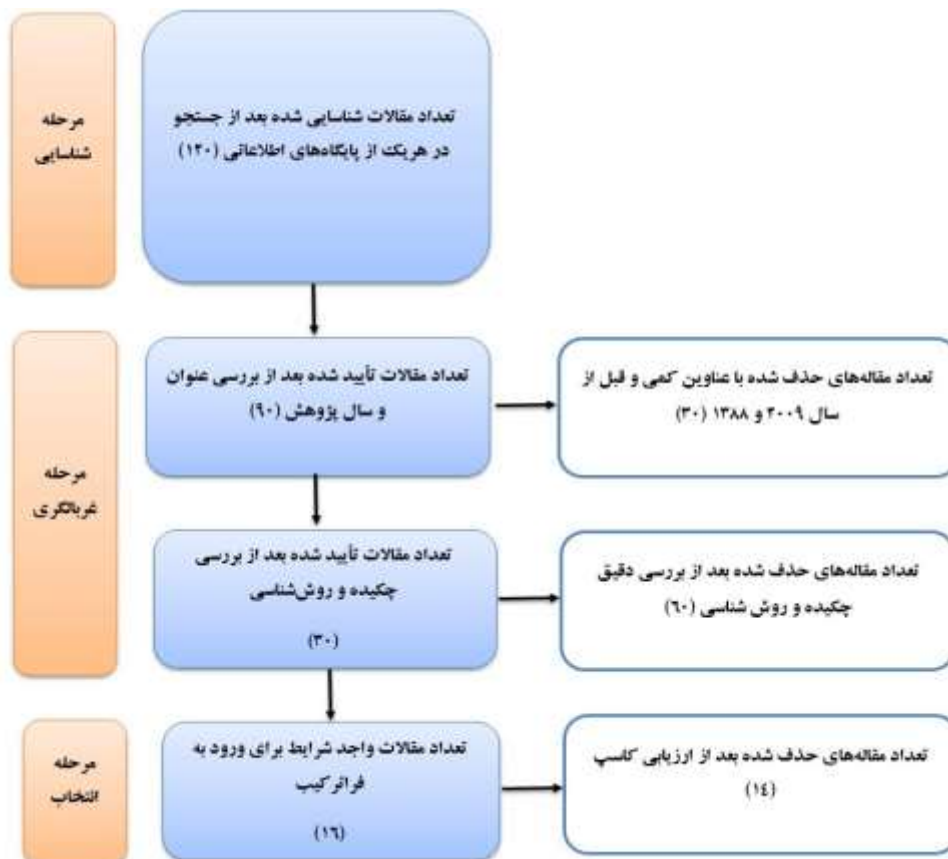 مرحله
شناسایی
تعداد مقالات شناسایی شده بعد از جستجو
در هریک از پایگاه‌های اطلاعاتی (۱۲۰)
مرحله
غربالگری
تعداد مقالات تأیید شده بعد از بررسی عنوان
و سال پژوهش (۹۰)
تعداد مقاله‌های حذف شده با عناوین کمی و قبل از
سال ۲۰۰۹ و ۱۳۸۸ (۳۰)
تعداد مقالات تأیید شده بعد از بررسی
چکیده و روش‌شناسی
(۳۰)
تعداد مقاله‌های حذف شده بعد از بررسی دقیق
چکیده و روش شناسی (۶۰)
مرحله
انتخاب
تعداد مقالات واجد شرایط برای ورود به
فراترکیب
(۱۶)
تعداد مقاله‌های حذف شده بعد از ارزیابی کاسپ
(۱٤)